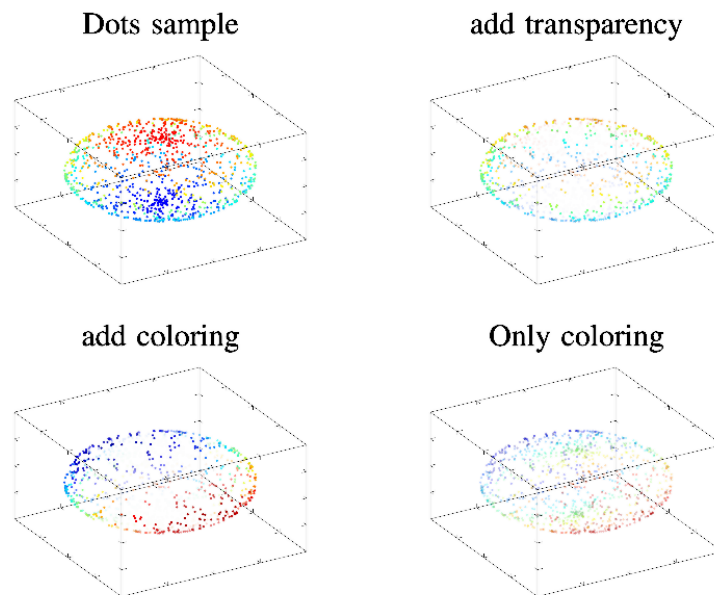 Dots sample
add transparency
add coloring
Only coloring